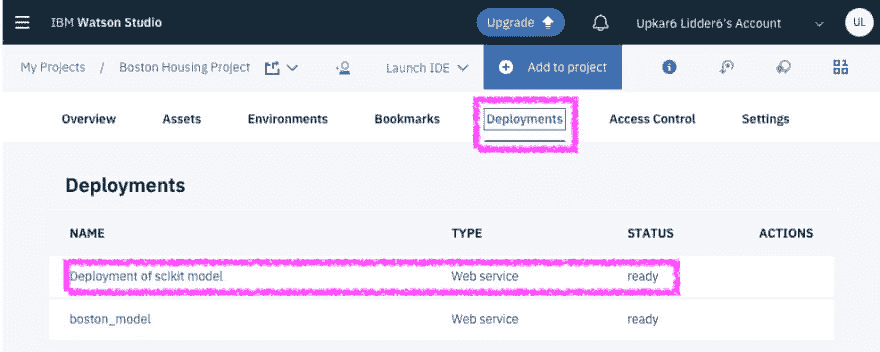 IBM Watson Studio Upgrade Upkar6 Lidder6's Account UL
My Projects / Boston Housing Project Launch IDE Add to project
Overview Assets Environments Bookmarks Deployments Access Control Settings
Deployments
NAME TYPE STATUS ACTIONS
Deployment of scikit model Web service ready
boston_model Web service ready